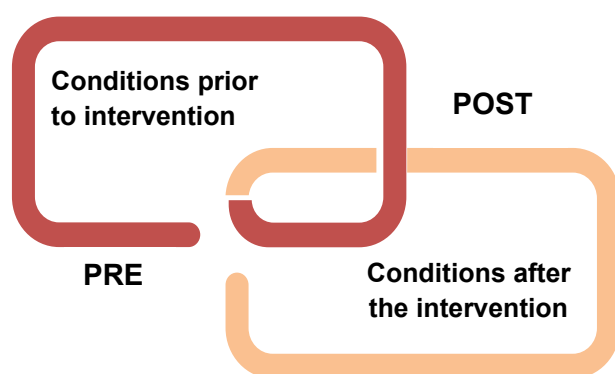 Conditions prior
to intervention
POST
PRE
Conditions after
the intervention